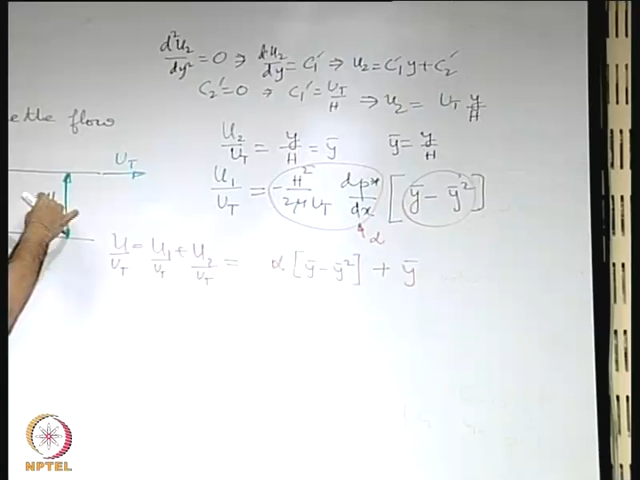 d²u₂/dy² = 0 ⇒ du₂/dy = C₁' ⇒ u₂ = C₁'y + C₂'
C₂' = 0 ⇒ C₁' = U_T/H ⇒ u₂ = U_T y/H
e the flow
U_T
u₂/U_T = y/H = ȳ ȳ = y/H
u₁/U_T = -H²/2μU_T dp*/dx [ȳ - ȳ²]
α
H
u/U_T = u₁/U_T + u₂/U_T = α[ȳ - ȳ²] + ȳ
NPTEL